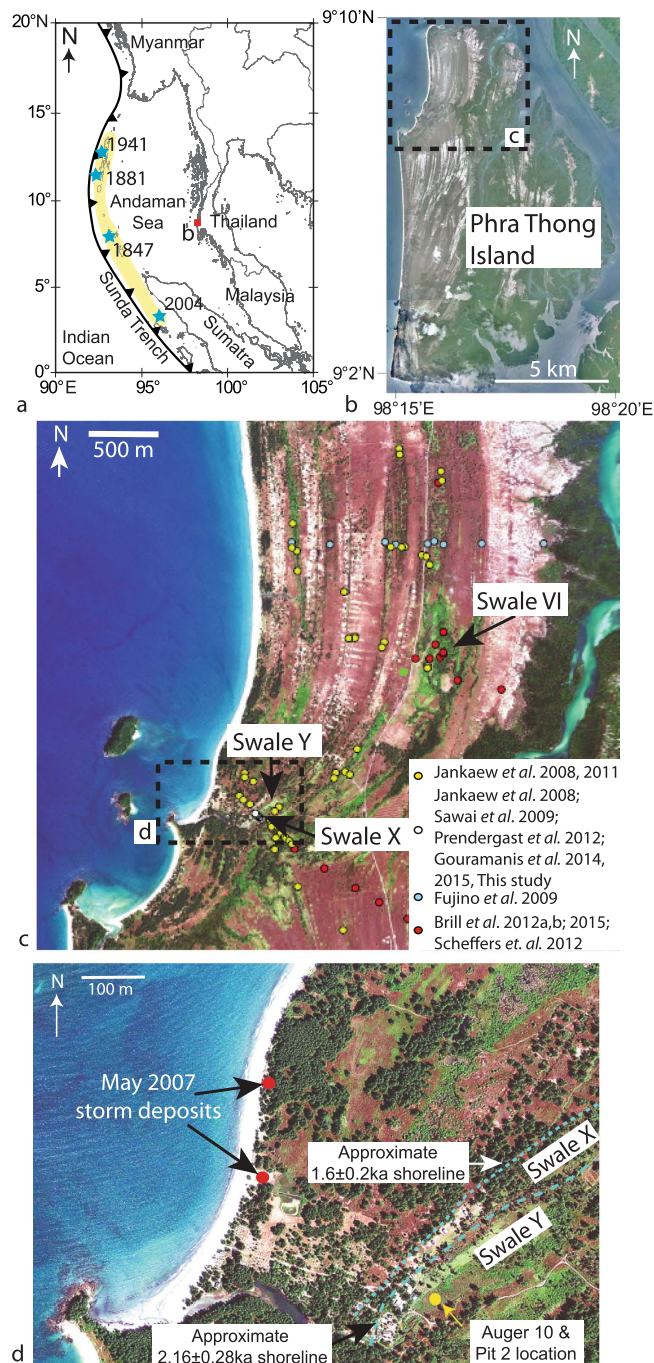 20°
N
Myanmar
15°
1941
10°
1881
Andaman
Sea
b
Thailand
1847
5°
Malaysia
2004
Sumatra
Sunda Trench
Indian
Ocean
0°
90°E
95°
100°
105°
a
9°10’N
N
c
Phra Thong
Island
5 km
9°2’N
98°15’E
98°20’E
b
N
500 m
Swale VI
Swale Y
d
Swale X
Jankaew et al. 2008, 2011
Jankaew et al. 2008;
Sawai et al. 2009;
Prendergast et al. 2012;
Gouramanis et al. 2014,
2015, This study
Fujino et al. 2009
Brill et al. 2012a,b; 2015;
Scheffers et. al. 2012
c
N
100 m
May 2007
storm deposits
Approximate
1.6±0.2ka shoreline
Swale X
Swale Y
Approximate
2.16±0.28ka shoreline
Auger 10 &
Pit 2 location
d